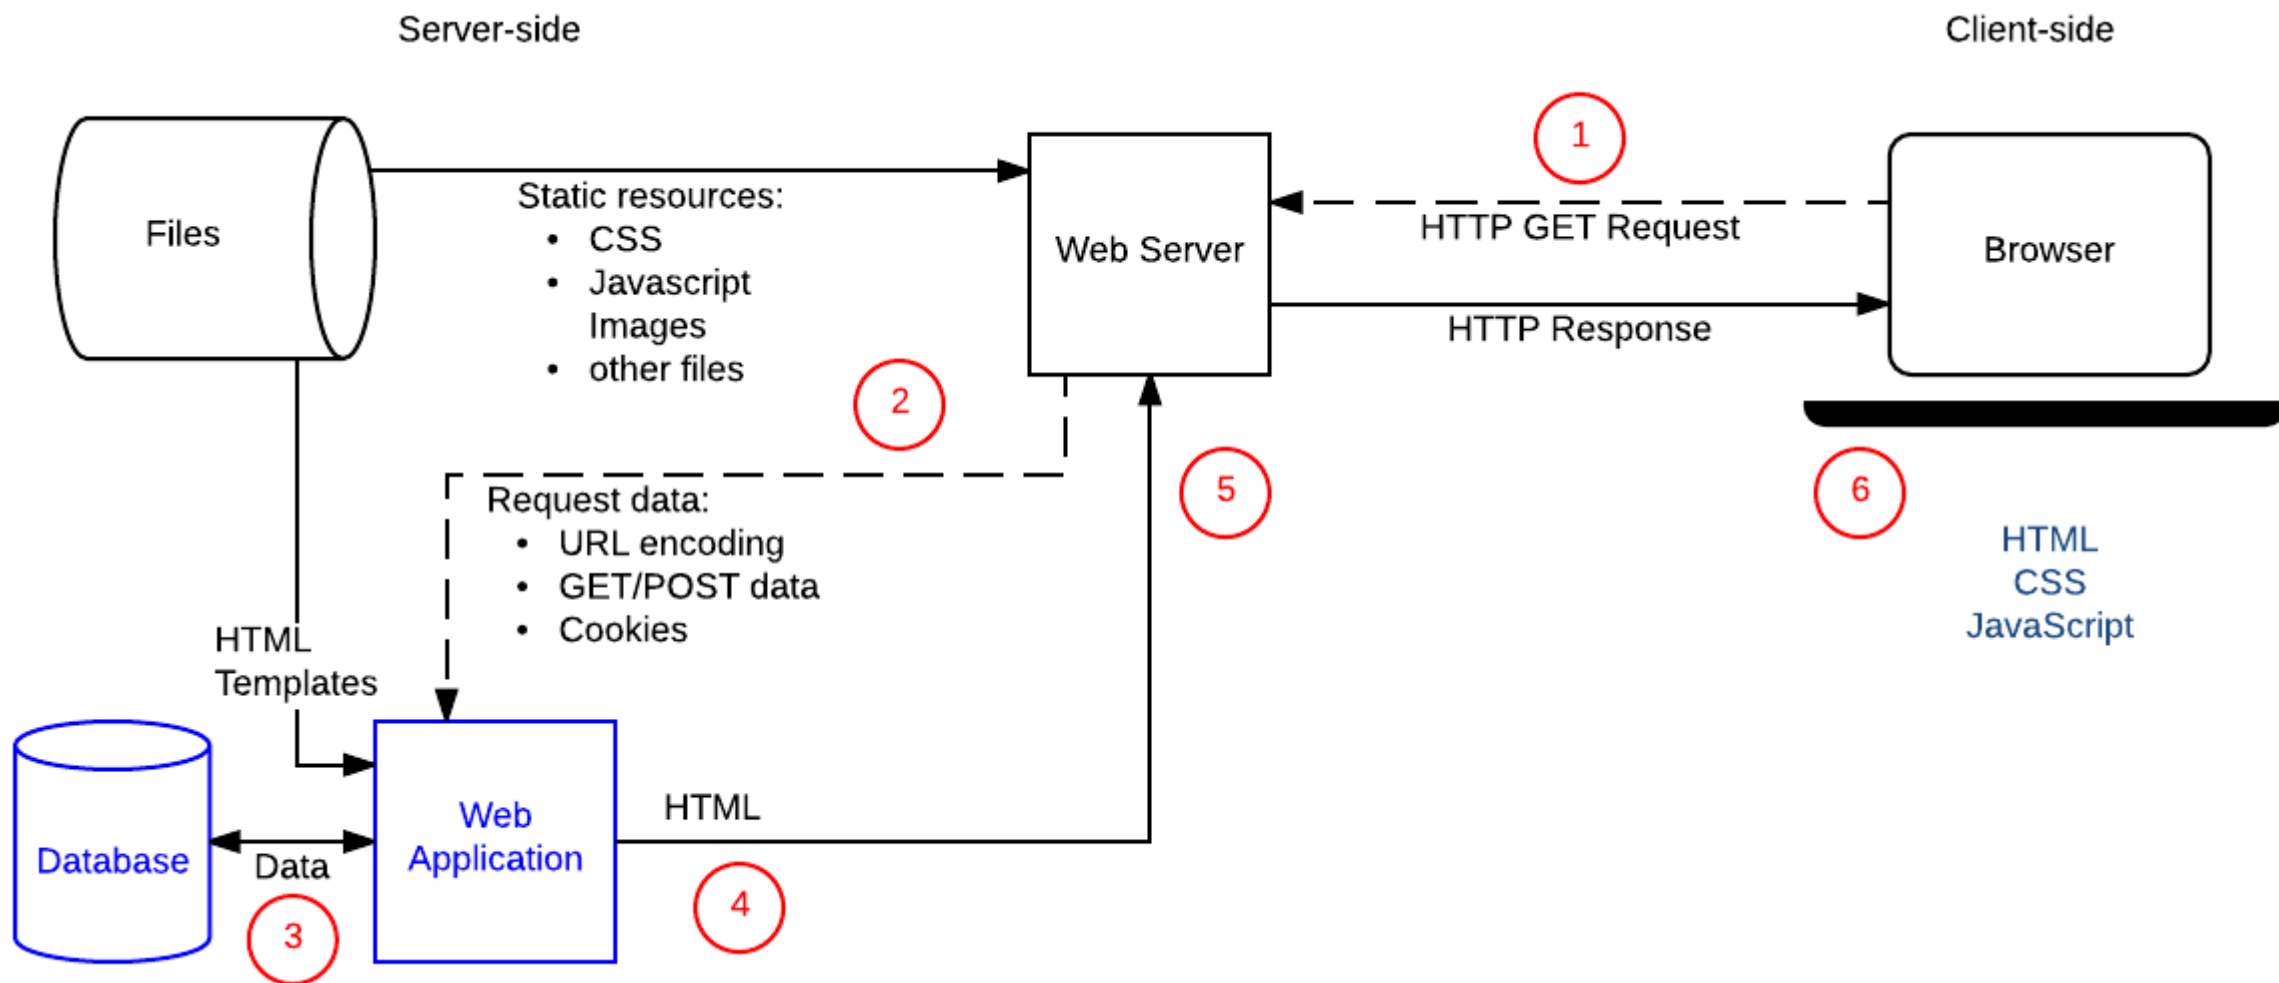 Server-side
Client-side
1
Files
Static resources:
• CSS
• Javascript
Images
• other files
Web Server
HTTP GET Request
HTTP Response
Browser
2
Request data:
• URL encoding
• GET/POST data
• Cookies
5
6
HTML
CSS
JavaScript
HTML
Templates
Database
Data
3
Web
Application
HTML
4